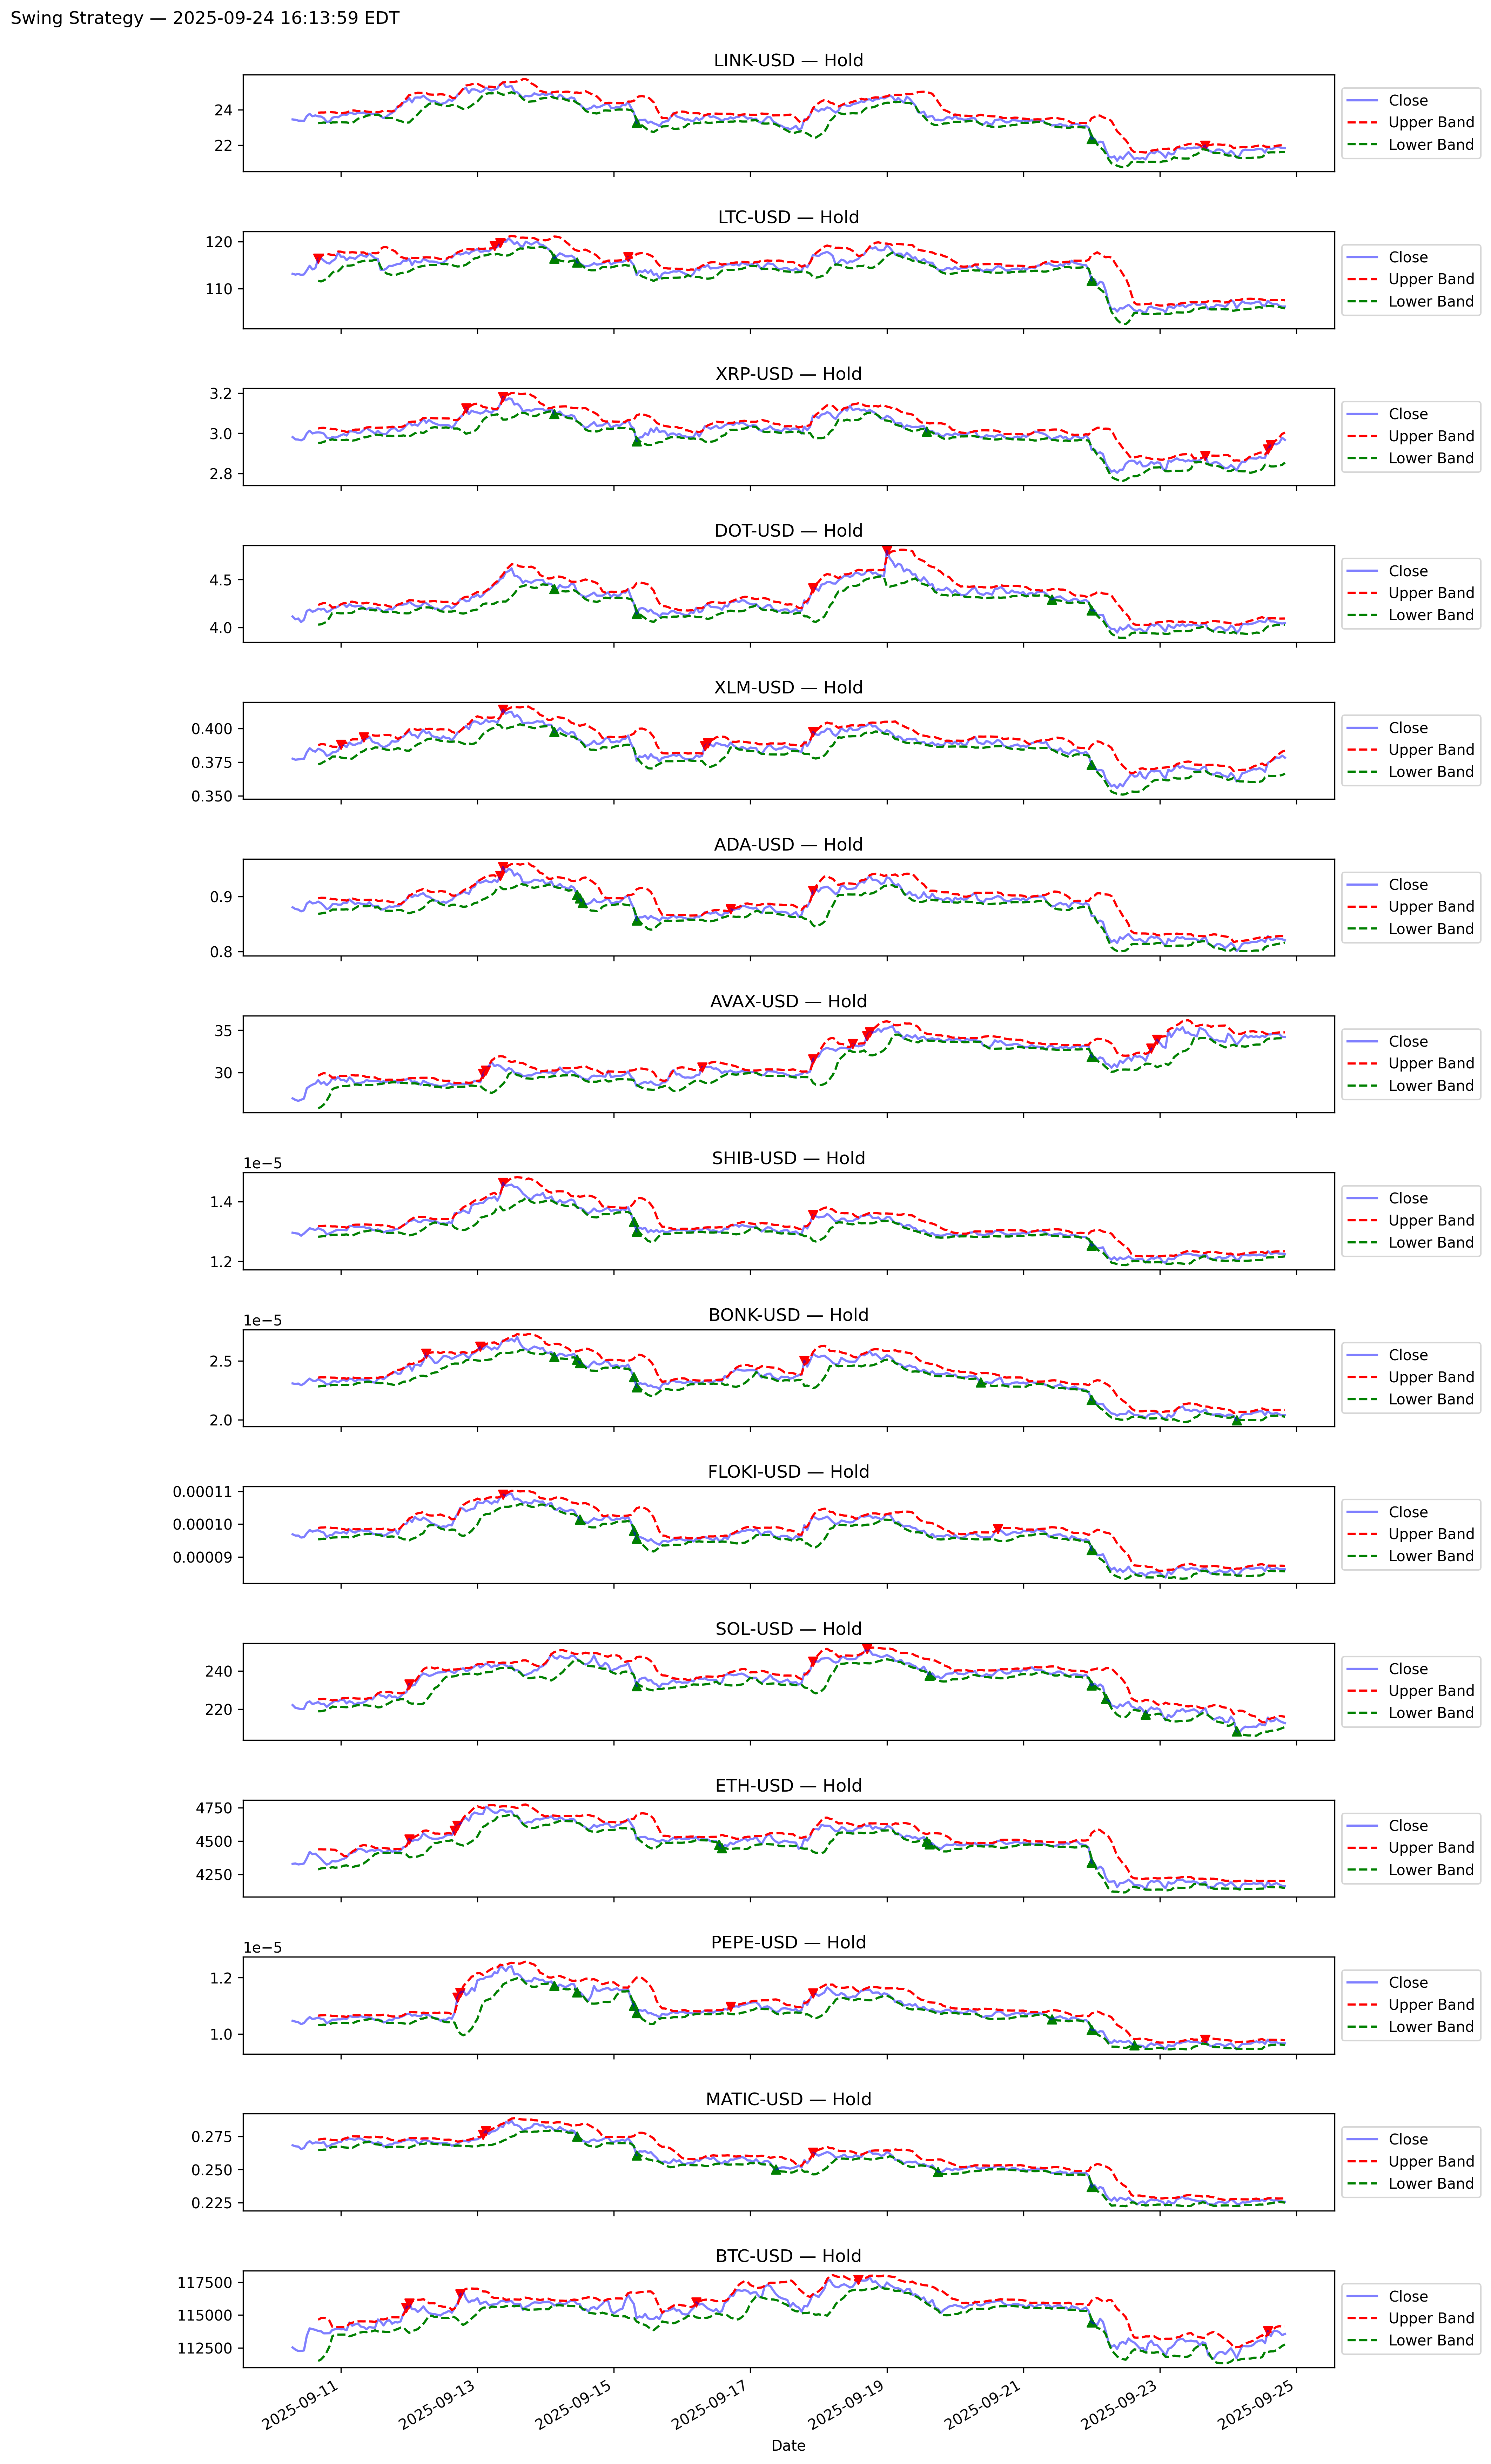 Swing Strategy — 2025-09-24 16:13:59 EDT
LINK-USD — Hold
24
22
Close
Upper Band
Lower Band
LTC-USD — Hold
120
110
Close
Upper Band
Lower Band
XRP-USD — Hold
3.2
3.0
2.8
Close
Upper Band
Lower Band
DOT-USD — Hold
4.5
4.0
Close
Upper Band
Lower Band
XLM-USD — Hold
0.400
0.375
0.350
Close
Upper Band
Lower Band
ADA-USD — Hold
0.9
0.8
Close
Upper Band
Lower Band
AVAX-USD — Hold
35
30
Close
Upper Band
Lower Band
SHIB-USD — Hold
1e−5
1.4
1.2
Close
Upper Band
Lower Band
BONK-USD — Hold
1e−5
2.5
2.0
Close
Upper Band
Lower Band
FLOKI-USD — Hold
0.00011
0.00010
0.00009
Close
Upper Band
Lower Band
SOL-USD — Hold
240
220
Close
Upper Band
Lower Band
ETH-USD — Hold
4750
4500
4250
Close
Upper Band
Lower Band
PEPE-USD — Hold
1e−5
1.2
1.0
Close
Upper Band
Lower Band
MATIC-USD — Hold
0.275
0.250
0.225
Close
Upper Band
Lower Band
BTC-USD — Hold
117500
115000
112500
Close
Upper Band
Lower Band
2025-09-11
2025-09-13
2025-09-15
2025-09-17
2025-09-19
2025-09-21
2025-09-23
2025-09-25
Date